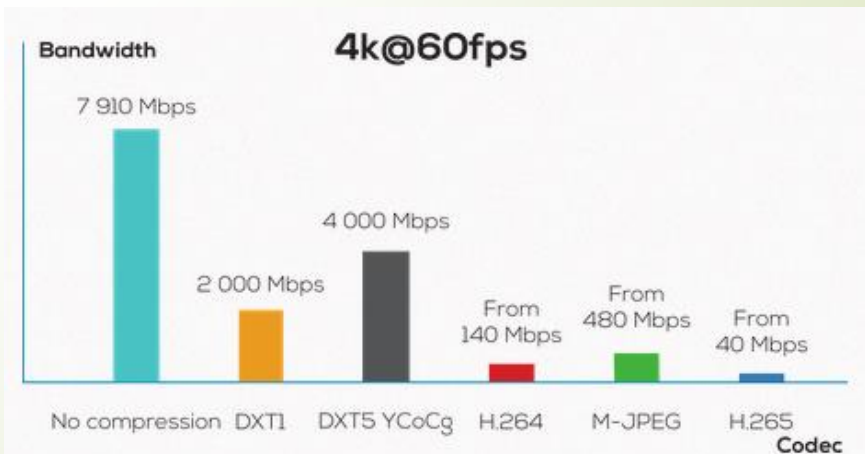 4k@60fps
Bandwidth
7 910 Mbps
2 000 Mbps
4 000 Mbps
From
140 Mbps
From
480 Mbps
From
40 Mbps
No compression
DXT1
DXT5 YCoCg
H.264
M-JPEG
H.265
Codec